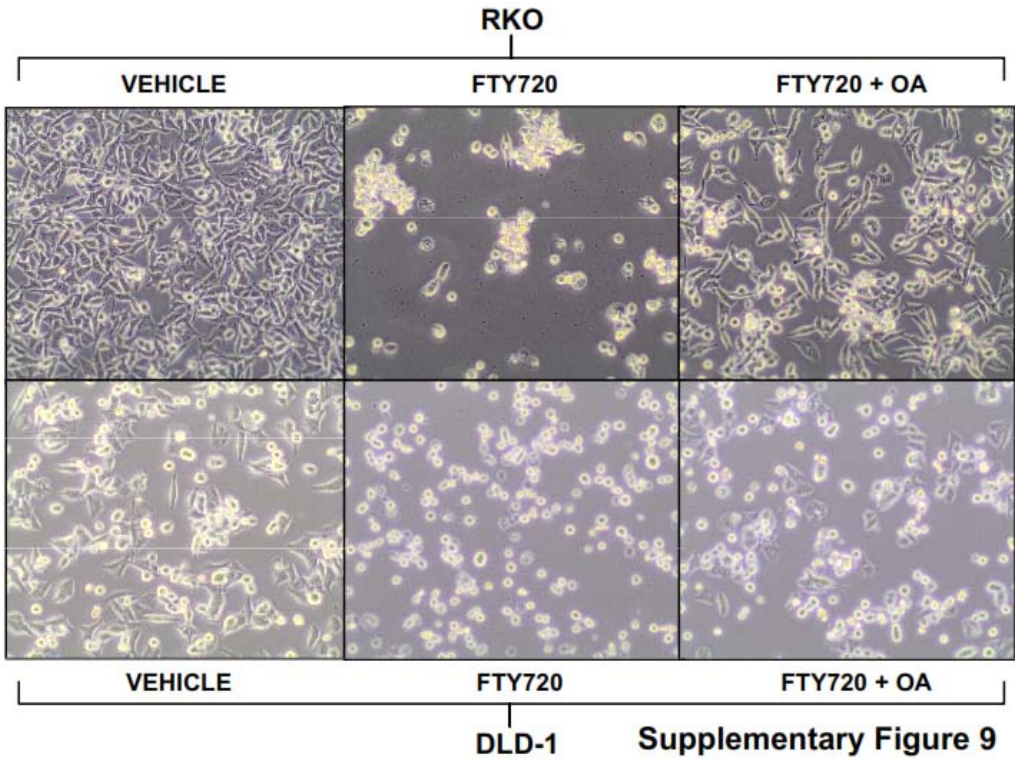 RKO
VEHICLE FTY720 FTY720 + OA
VEHICLE FTY720 FTY720 + OA
DLD-1 Supplementary Figure 9